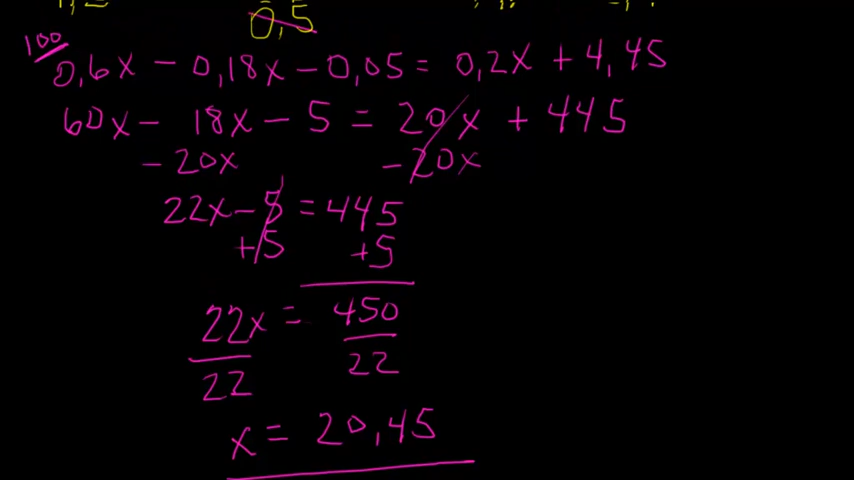 0,5
100
0,6x - 0,18x - 0,05 = 0,2x + 4,45
60x - 18x - 5 = 20x + 445
- 20x - 20x
22x - 5 = 445
+5 +5
22x = 450
22 22
x = 20,45